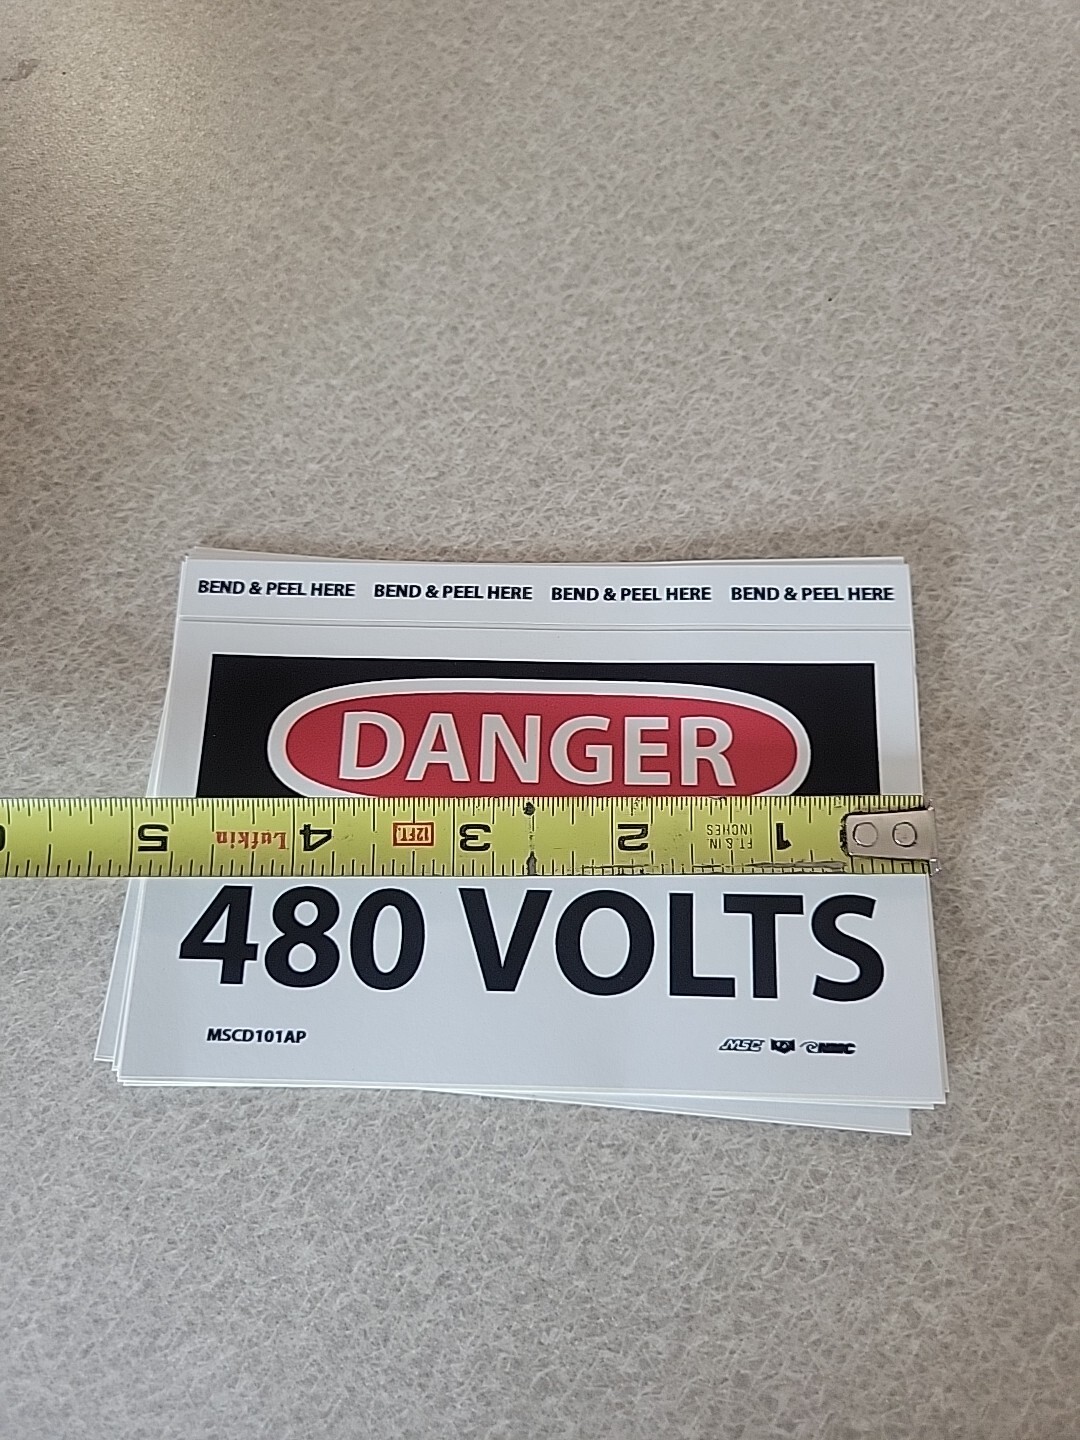 BEND & PEEL HERE BEND & PEEL HERE BEND & PEEL HERE BEND & PEEL HERE
DANGER
5 Lufkin 4 12FT. 3 2 FT & IN INCHES 1
480 VOLTS
MSCD101AP MSC NMC